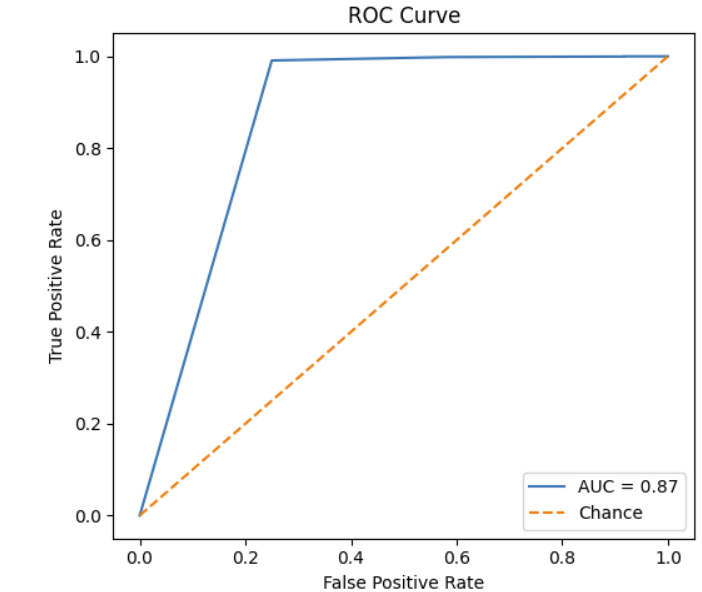 ROC Curve
1.0
0.8
0.6
0.4
0.2
0.0
True Positive Rate
0.0 0.2 0.4 0.6 0.8 1.0
False Positive Rate
AUC = 0.87
Chance